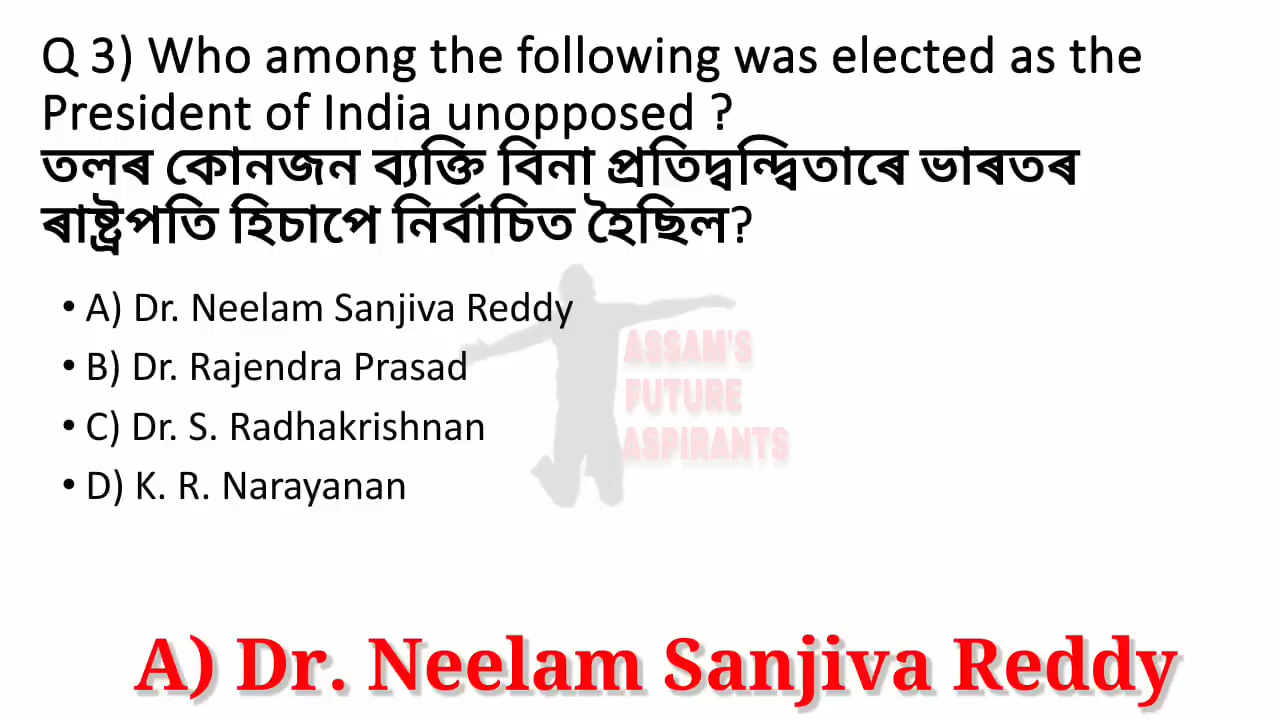 Q 3) Who among the following was elected as the
President of India unopposed ?
তলৰ কোনজন ব্যক্তি বিনা প্ৰতিদ্বন্দ্বিতাৰে ভাৰতৰ
ৰাষ্ট্ৰপতি হিচাপে নিৰ্বাচিত হৈছিল?
• A) Dr. Neelam Sanjiva Reddy
• B) Dr. Rajendra Prasad
• C) Dr. S. Radhakrishnan
• D) K. R. Narayanan
ASSAM'S
FUTURE
ASPIRANTS
A) Dr. Neelam Sanjiva Reddy